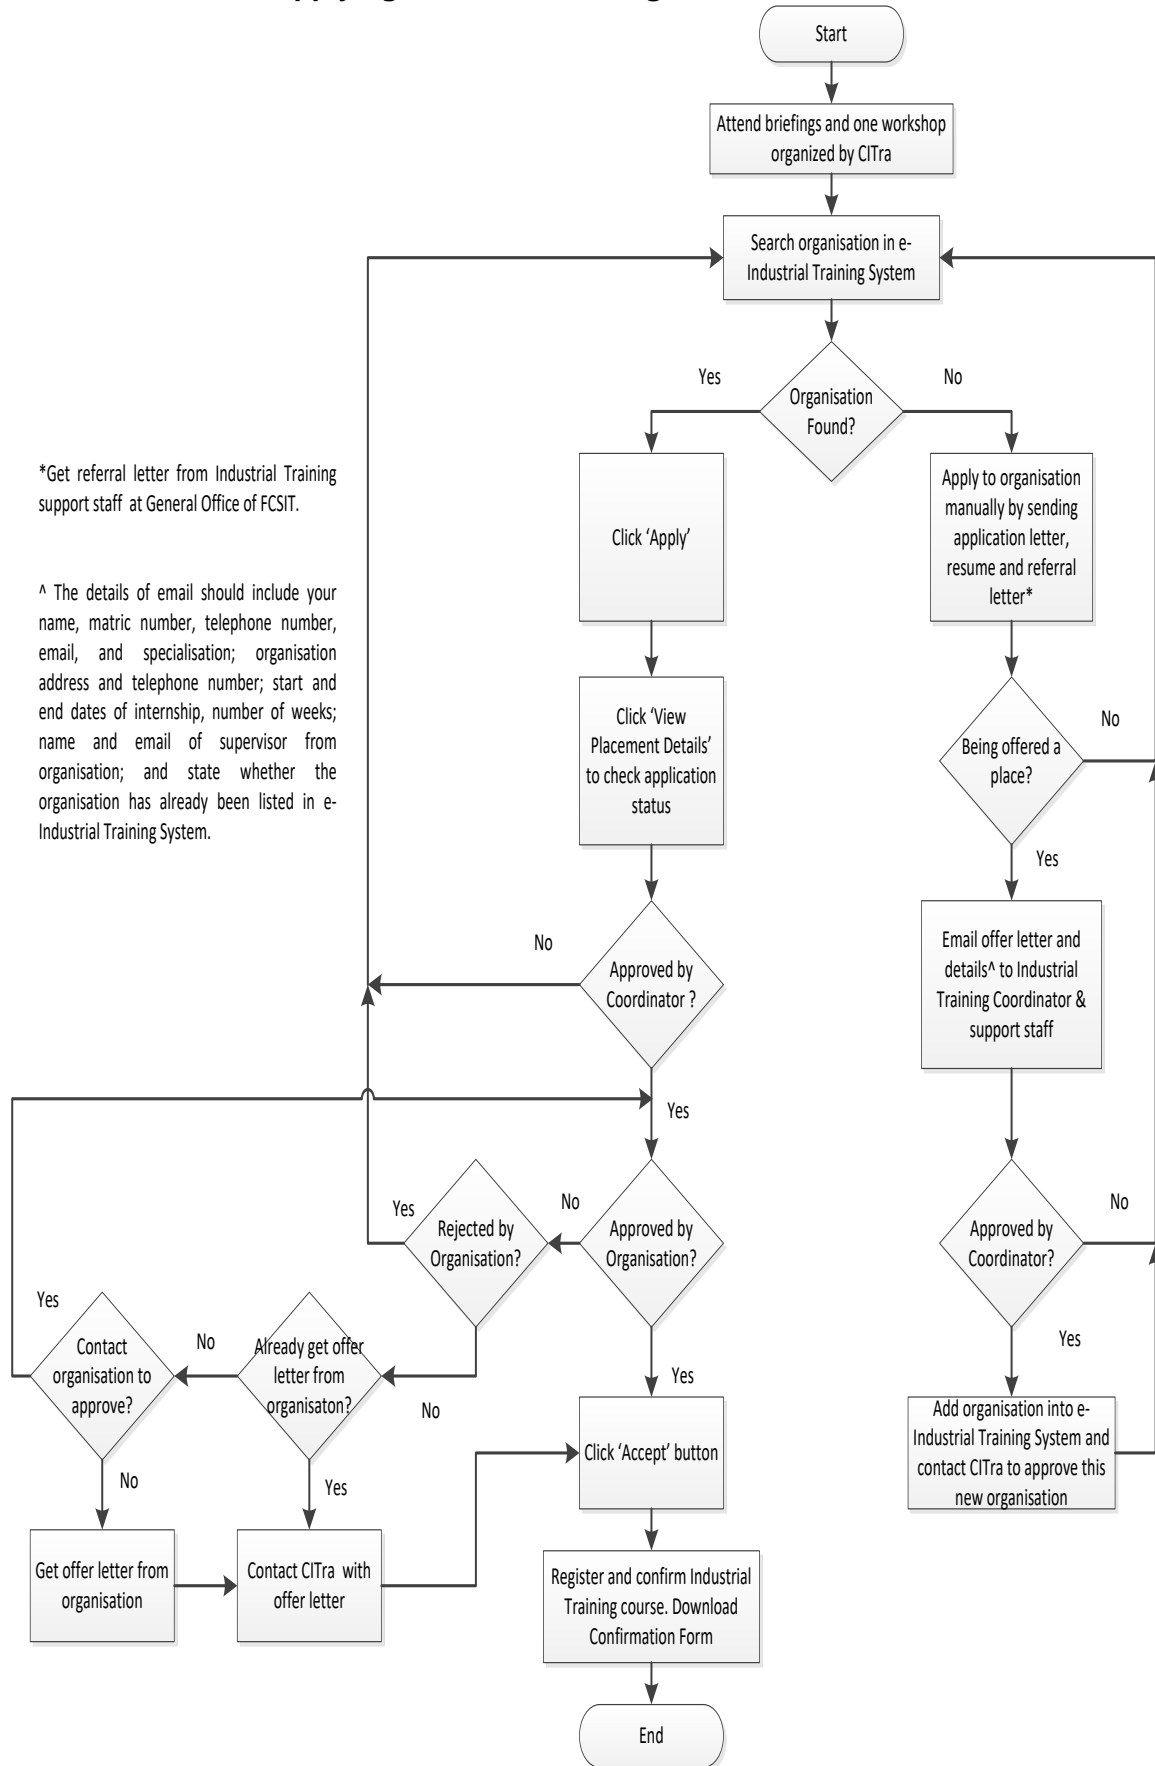 Start
Attend briefings and one workshop
organized by CITra
Search organisation in e-
Industrial Training System
Yes
No
Organisation
Found?
*Get referral letter from Industrial Training
support staff at General Office of FCSIT.
^ The details of email should include your
name, matric number, telephone number,
email, and specialisation; organisation
address and telephone number; start and
end dates of internship, number of weeks;
name and email of supervisor from
organisation; and state whether the
organisation has already been listed in e-
Industrial Training System.
Click ‘Apply’
Apply to organisation
manually by sending
application letter,
resume and referral
letter*
Click ‘View
Placement Details’
to check application
status
Being offered a
place?
No
Yes
No
Approved by
Coordinator ?
Email offer letter and
details^ to Industrial
Training Coordinator &
support staff
Yes
Yes
Rejected by
Organisation?
No
Approved by
Organisation?
Approved by
Coordinator?
No
Yes
Contact
organisation to
approve?
No
Already get offer
letter from
organisaton?
No
Yes
Yes
No
Yes
Click ‘Accept’ button
Add organisation into e-
Industrial Training System and
contact CITra to approve this
new organisation
Get offer letter from
organisation
Contact CITra with
offer letter
Register and confirm Industrial
Training course. Download
Confirmation Form
End